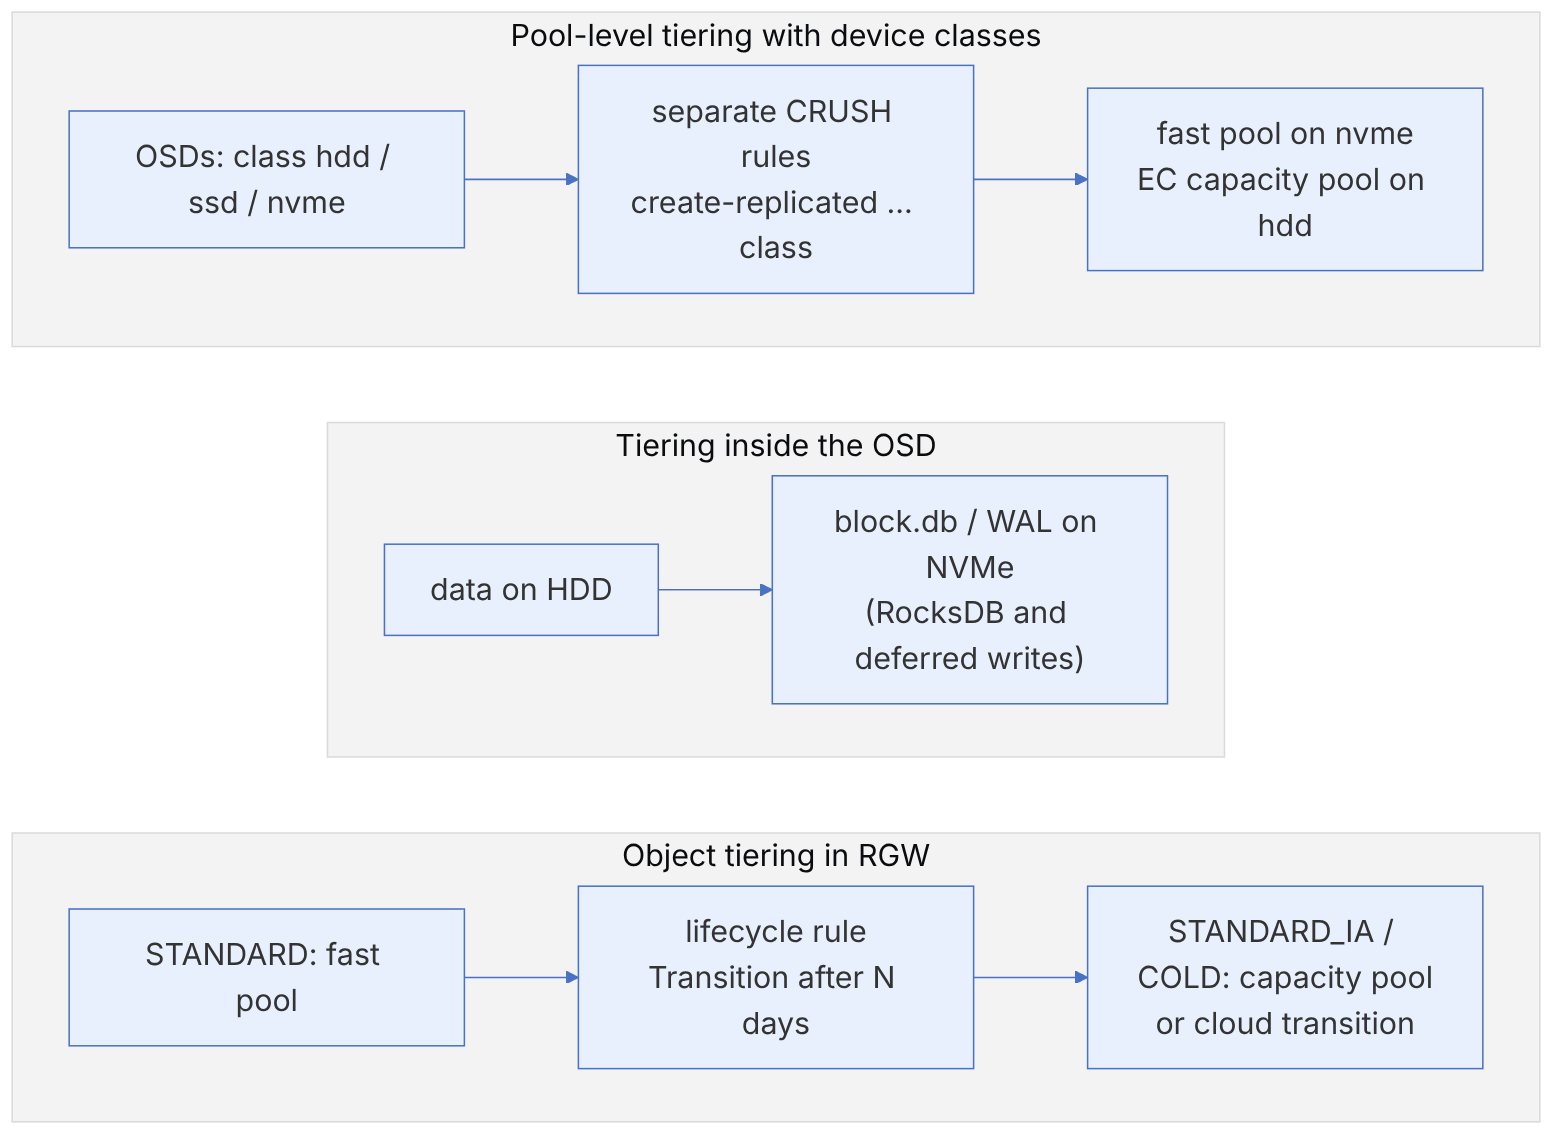 Pool-level tiering with device classes
OSDs: class hdd /
ssd / nvme
separate CRUSH
rules
create-replicated ...
class
fast pool on nvme
EC capacity pool on
hdd
Tiering inside the OSD
data on HDD
block.db / WAL on
NVMe
(RocksDB and
deferred writes)
Object tiering in RGW
STANDARD: fast
pool
lifecycle rule
Transition after N
days
STANDARD_IA /
COLD: capacity pool
or cloud transition